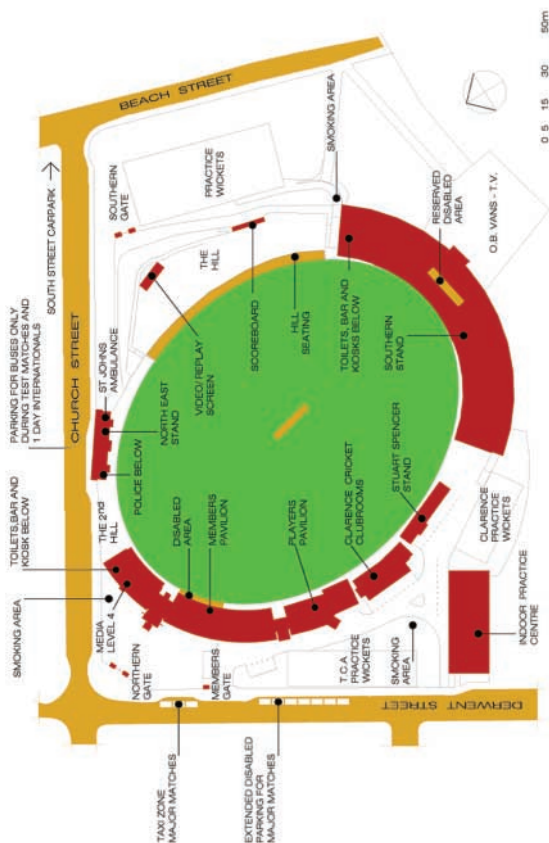 PARKING FOR BUSES ONLY
DURING TEST MATCHES AND
1 DAY INTERNATIONALS
SOUTH STREET CARPARK
CHURCH STREET
BEACH STREET
DERWENT STREET
SMOKING AREA
TOILETS,BAR AND
KIOSK BELOW
MEDIA
LEVEL 4
THE 2nd
HILL
POLICE BELOW
NORTH EAST
STAND
ST JOHNS
AMBULANCE
SOUTHERN
GATE
VIDEO/ REPLAY
SCREEN
THE
HILL
PRACTICE
WICKETS
SCOREBOARD
HILL
SEATING
SMOKING AREA
TOILETS, BAR AND
KIOSKS BELOW
RESERVED
DISABLED
AREA
O.B. VANS - T.V.
SOUTHERN
STAND
NORTHERN
GATE
MEMBERS
GATE
DISABLED
AREA
MEMBERS
PAVILION
PLAYERS
PAVILION
CLARENCE CRICKET
CLUBROOMS
STUART SPENCER
STAND
CLARENCE
PRACTICE
WICKETS
T.C.A
PRACTICE
WICKETS
SMOKING
AREA
INDOOR PRACTICE
CENTRE
TAXI ZONE
MAJOR MATCHES
EXTENDED DISABLED
PARKING FOR
MAJOR MATCHES
0 5 15 30 50m